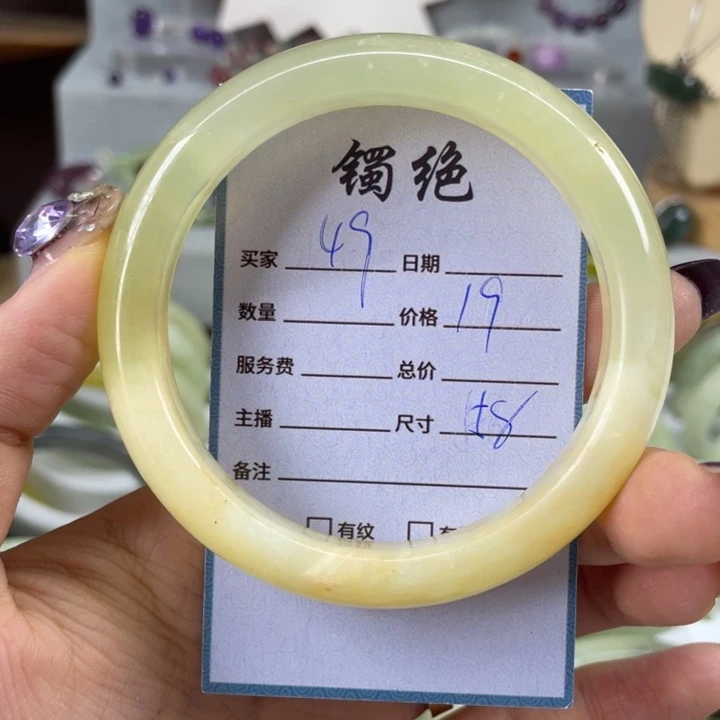 镯绝
买家 49 日期
数量 价格 19
服务费 总价
主播 尺寸 58
备注
☐有纹 ☐有